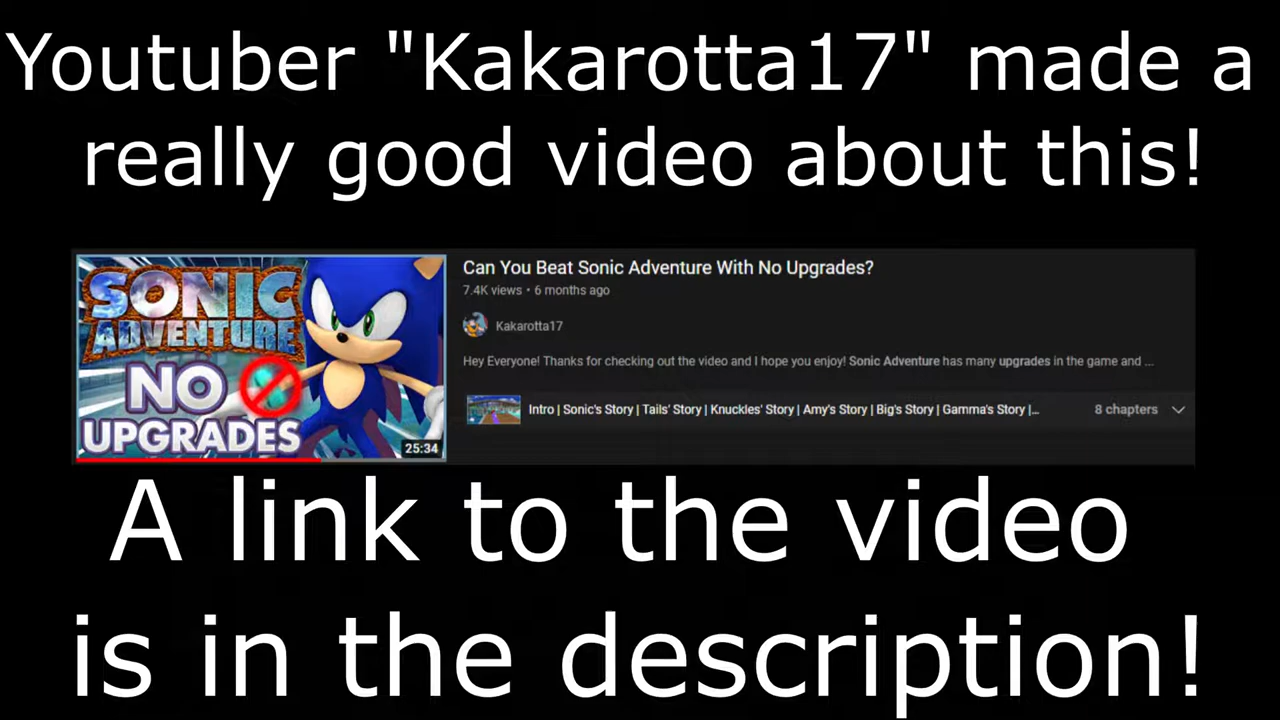 Youtuber "Kakarotta17" made a
really good video about this!
SONIC
ADVENTURE
NO
UPGRADES
25:34
Can You Beat Sonic Adventure With No Upgrades?
7.4K views • 6 months ago
Kakarotta17
Hey Everyone! Thanks for checking out the video and I hope you enjoy! Sonic Adventure has many upgrades in the game and ...
Intro | Sonic's Story | Tails' Story | Knuckles' Story | Amy's Story | Big's Story | Gamma's Story |...
8 chapters
A link to the video
is in the description!